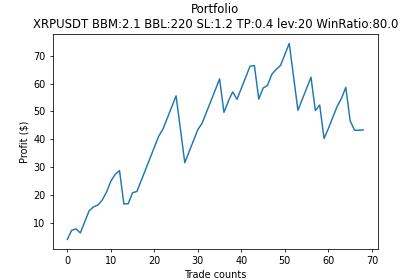 Portfolio
XRPUSDT BBM:2.1 BBL:220 SL:1.2 TP:0.4 lev:20 WinRatio:80.0
70
60
50
40
30
20
10
Profit ($)
0 10 20 30 40 50 60 70
Trade counts